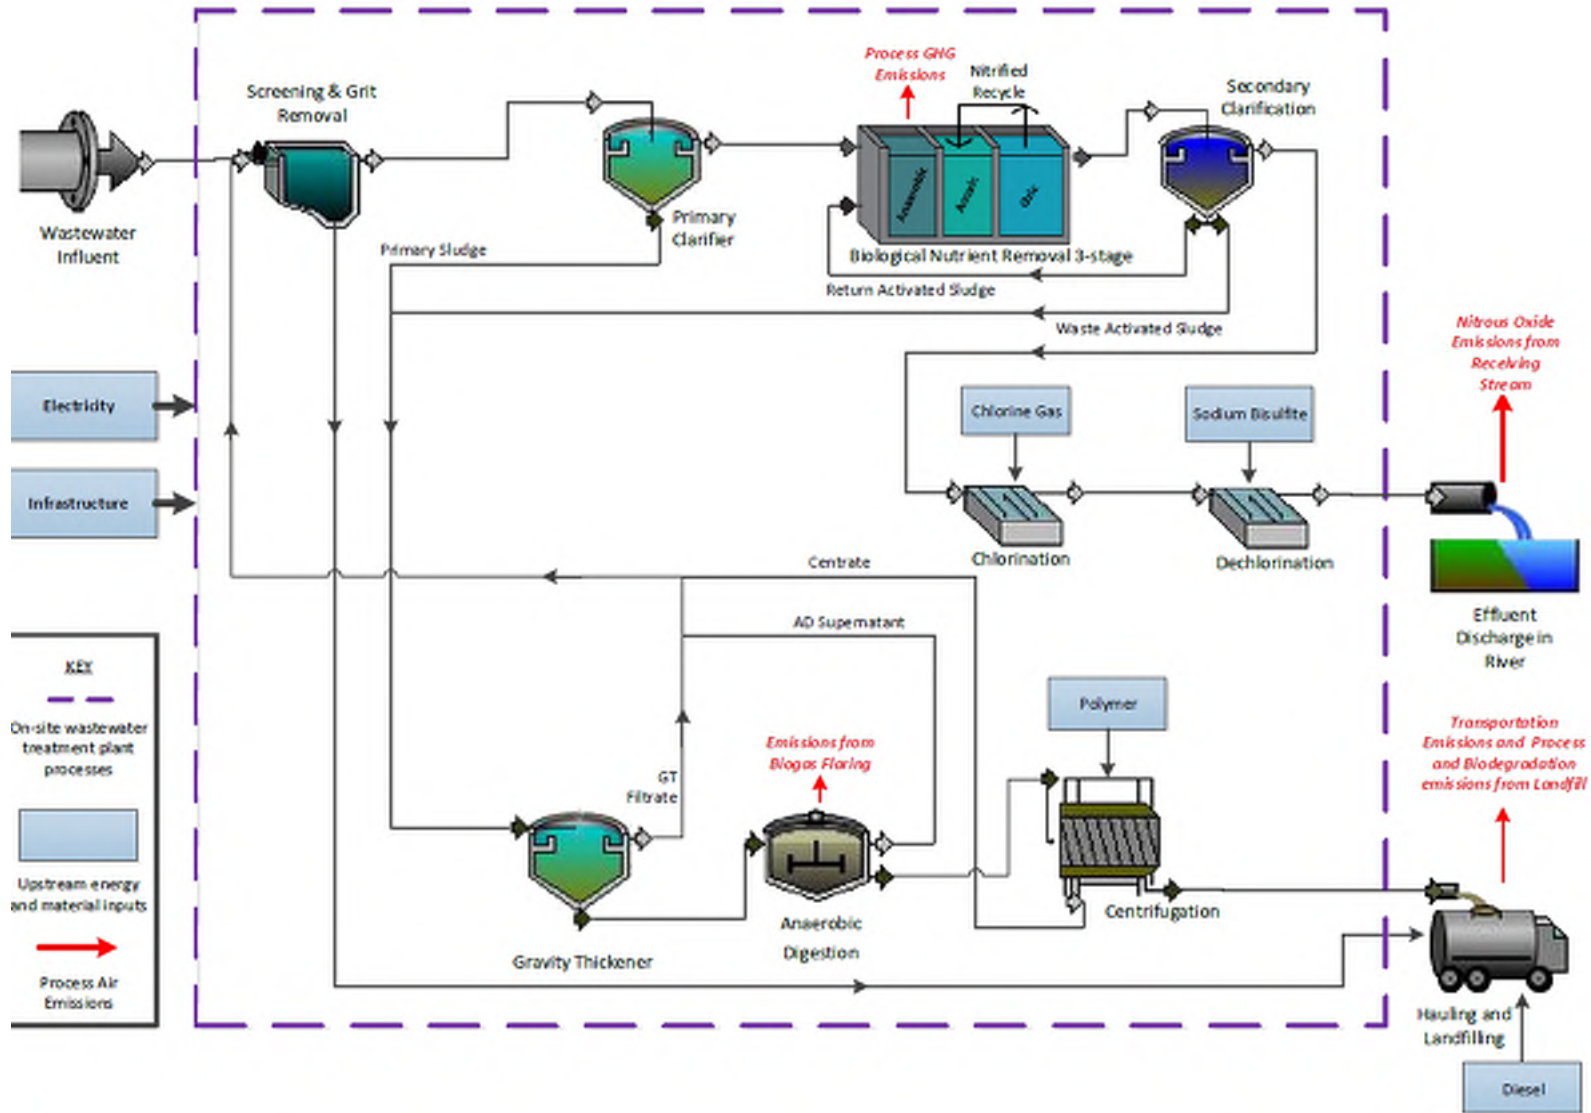 Process GHG
Emissions
Nitrified
Recycle
Screening & Grit
Removal
Secondary
Clarification
Anaerobic
Anoxic
Oxic
Wastewater
Influent
Primary
Clarifier
Primary Sludge
Biological Nutrient Removal 3-stage
Return Activated Sludge
Waste Activated Sludge
Nitrous Oxide
Emissions from
Receiving
Stream
Electricity
Chlorine Gas
Sodium Bisulfite
Infrastructure
Chlorination
Dechlorination
Centrate
AD Supernatant
Effluent
Discharge in
River
KEY
On-site wastewater
treatment plant
processes
Polymer
Transportation
Emissions and Process
and Biodegradation
emissions from Landfill
Emissions from
Biogas Flaring
GT
Filtrate
Upstream energy
and material inputs
Centrifugation
Anaerobic
Digestion
Gravity Thickener
Process Air
Emissions
Hauling and
Landfilling
Diesel